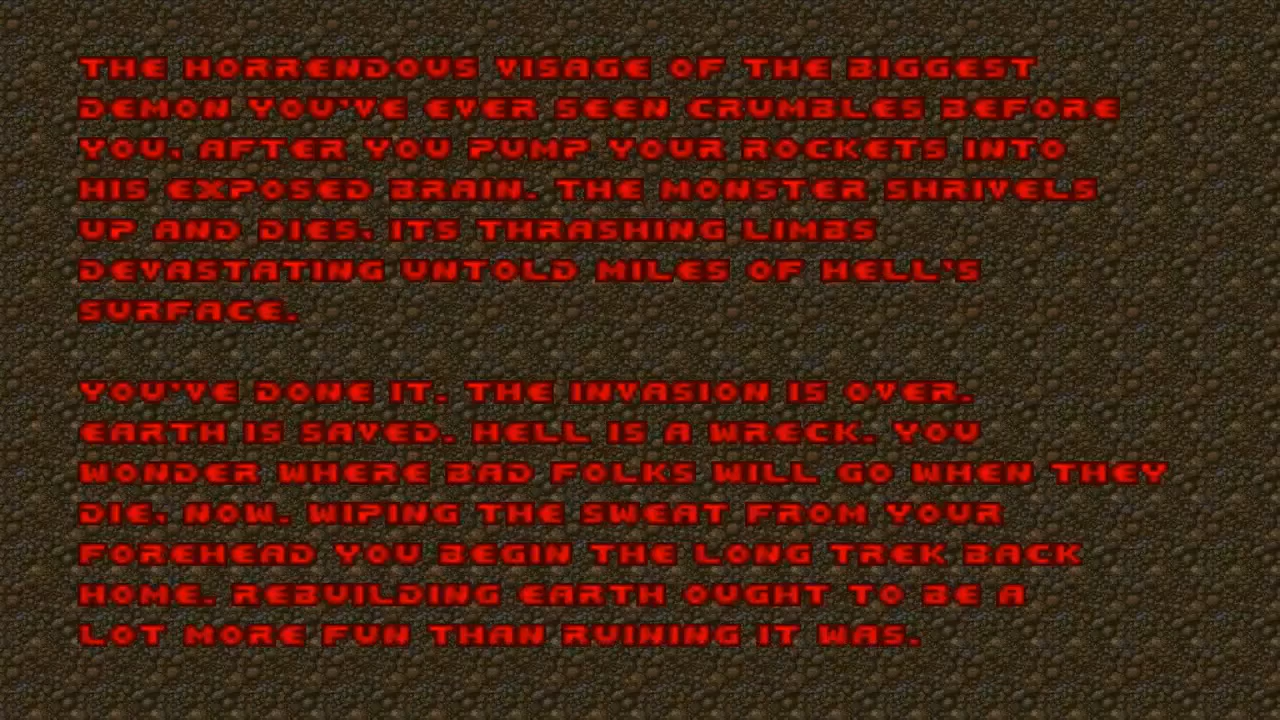 THE HORRENDOUS VISAGE OF THE BIGGEST
DEMON YOU'VE EVER SEEN CRUMBLES BEFORE
YOU, AFTER YOU PUMP YOUR ROCKETS INTO
HIS EXPOSED BRAIN. THE MONSTER SHRIVELS
UP AND DIES, ITS THRASHING LIMBS
DEVASTATING UNTOLD MILES OF HELL'S
SURFACE.
YOU'VE DONE IT. THE INVASION IS OVER.
EARTH IS SAVED. HELL IS A WRECK. YOU
WONDER WHERE BAD FOLKS WILL GO WHEN THEY
DIE, NOW. WIPING THE SWEAT FROM YOUR
FOREHEAD YOU BEGIN THE LONG TREK BACK
HOME. REBUILDING EARTH OUGHT TO BE A
LOT MORE FUN THAN RUINING IT WAS.